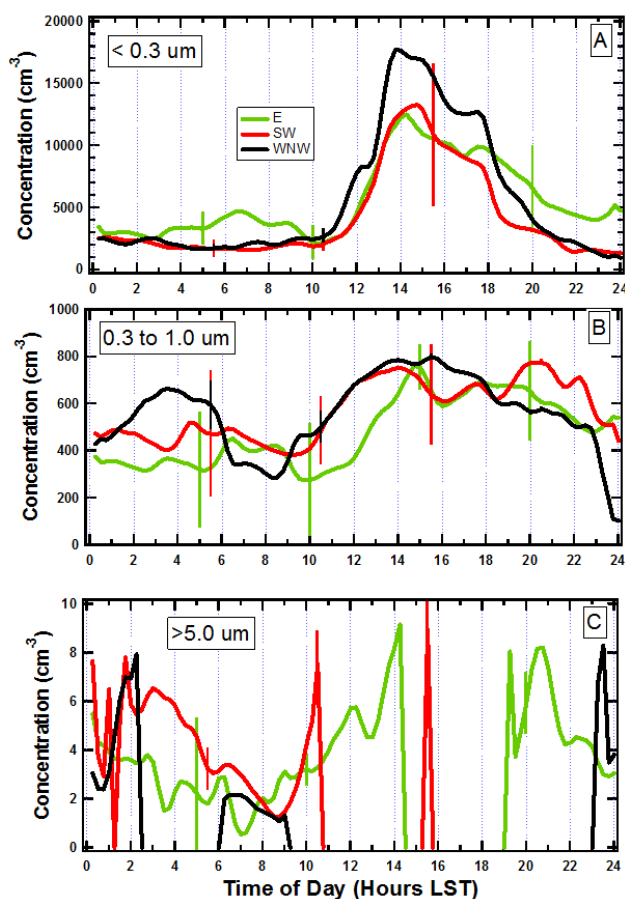 20000
16000
12000
8000
5000
2000
0
Concentration (cm-3)
< 0.3 um
A
E
SW
WNW
0 2 4 6 8 10 12 14 16 18 20 22 24
1000
800
600
400
200
0
Concentration (cm-3)
0.3 to 1.0 um
B
0 2 4 6 8 10 12 14 16 18 20 22 24
10
8
6
4
2
0
Concentration (cm-3)
>5.0 um
C
0 2 4 6 8 10 12 14 16 18 20 22 24
Time of Day (Hours LST)